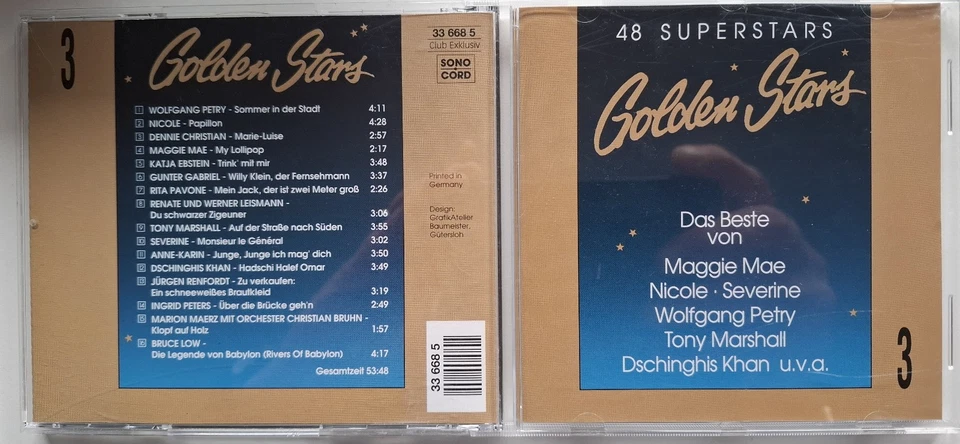 3
Golden Stars
33 668 5
Club Exklusiv
SONO
CORD
1 WOLFGANG PETRY - Sommer in der Stadt 4:11
2 NICOLE - Papillon 4:28
3 DENNIE CHRISTIAN - Marie-Luise 2:57
4 MAGGIE MAE - My Lollipop 2:17
5 KATJA EBSTEIN - Trink' mit mir 3:48
6 GUNTER GABRIEL - Willy Klein, der Fernsehmann 3:37
7 RITA PAVONE - Mein Jack, der ist zwei Meter groß 2:26
8 RENATE UND WERNER LEISMANN -
Du schwarzer Zigeuner 3:06
9 TONY MARSHALL - Auf der Straße nach Süden 3:55
10 SEVERINE - Monsieur le Général 3:02
11 ANNE-KARIN - Junge, Junge ich mag' dich 3:50
12 DSCHINGHIS KHAN - Hadschi Halef Omar 3:49
13 JÜRGEN RENFORDT - Zu verkaufen:
Ein schneeweißes Brautkleid 3:19
14 INGRID PETERS - Über die Brücke geh'n 2:49
15 MARION MAERZ MIT ORCHESTER CHRISTIAN BRUHN -
Klopf auf Holz 1:57
16 BRUCE LOW -
Die Legende von Babylon (Rivers Of Babylon) 4:17
Gesamtzeit 53:48
Printed in
Germany
Design:
GrafikAtelier
Baumeister,
Gütersloh
33 668 5
48 SUPERSTARS
Golden Stars
Das Beste
von
Maggie Mae
Nicole · Severine
Wolfgang Petry
Tony Marshall
Dschinghis Khan u.v.a.
3